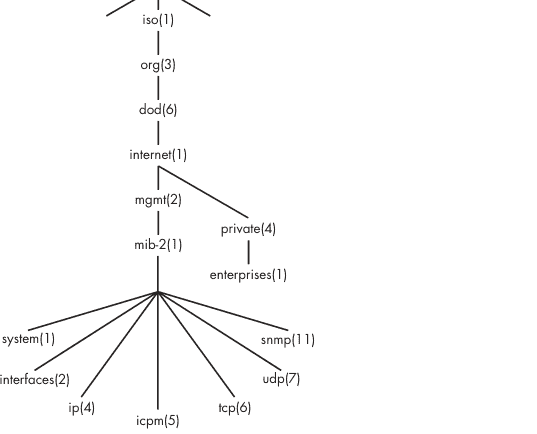 iso(1)
org(3)
dod(6)
internet(1)
mgmt(2)
private(4)
mib-2(1)
enterprises(1)
system(1)
snmp(11)
interfaces(2)
udp(7)
ip(4)
tcp(6)
icpm(5)